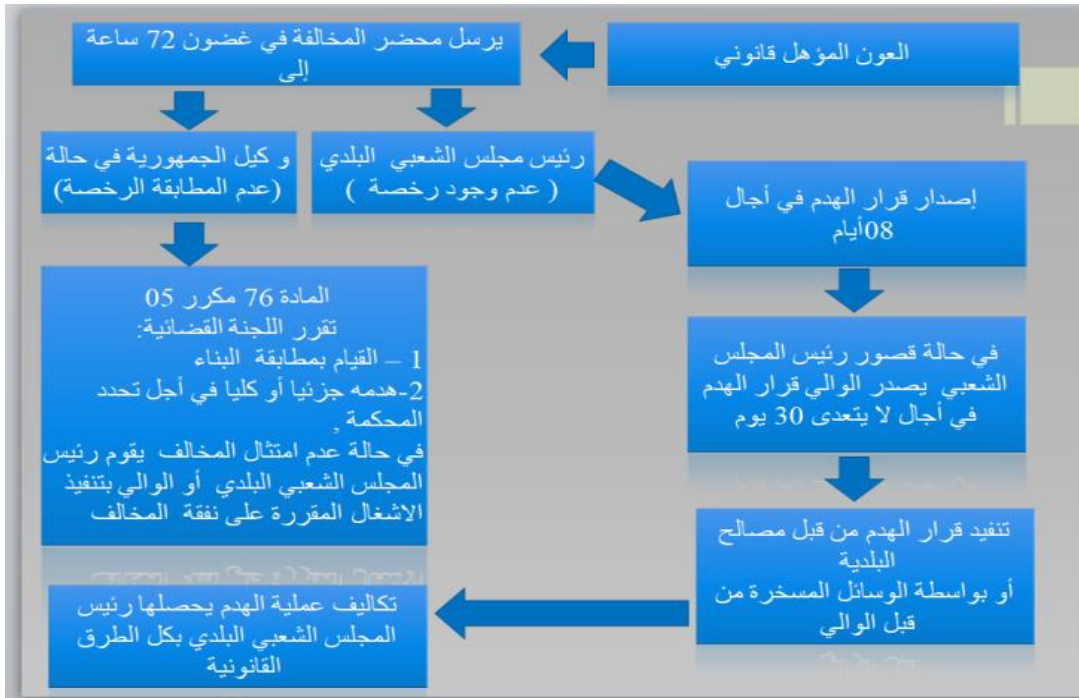 العون المؤهل قانوني
يرسل محضر المخالفة في غضون 72 ساعة
إلى
رئيس مجلس الشعبي البلدي
( عدم وجود رخصة )
و كيل الجمهورية في حالة
(عدم المطابقة الرخصة)
إصدار قرار الهدم في أجال
08أيام
في حالة قصور رئيس المجلس
الشعبي يصدر الوالي قرار الهدم
في أجال لا يتعدى 30 يوم
تنفيد قرار الهدم من قبل مصالح
البلدية
أو بواسطة الوسائل المسخرة من
قبل الوالي
المادة 76 مكرر 05
تقرر اللجنة القضائية:
1 – القيام بمطابقة البناء
2-هدمه جزئيا أو كليا في أجل تحدد
المحكمة ,
في حالة عدم امتثال المخالف يقوم رئيس
المجلس الشعبي البلدي أو الوالي بتنفيذ
الاشغال المقررة على نفقة المخالف
تكاليف عملية الهدم يحصلها رئيس
المجلس الشعبي البلدي بكل الطرق
القانونية